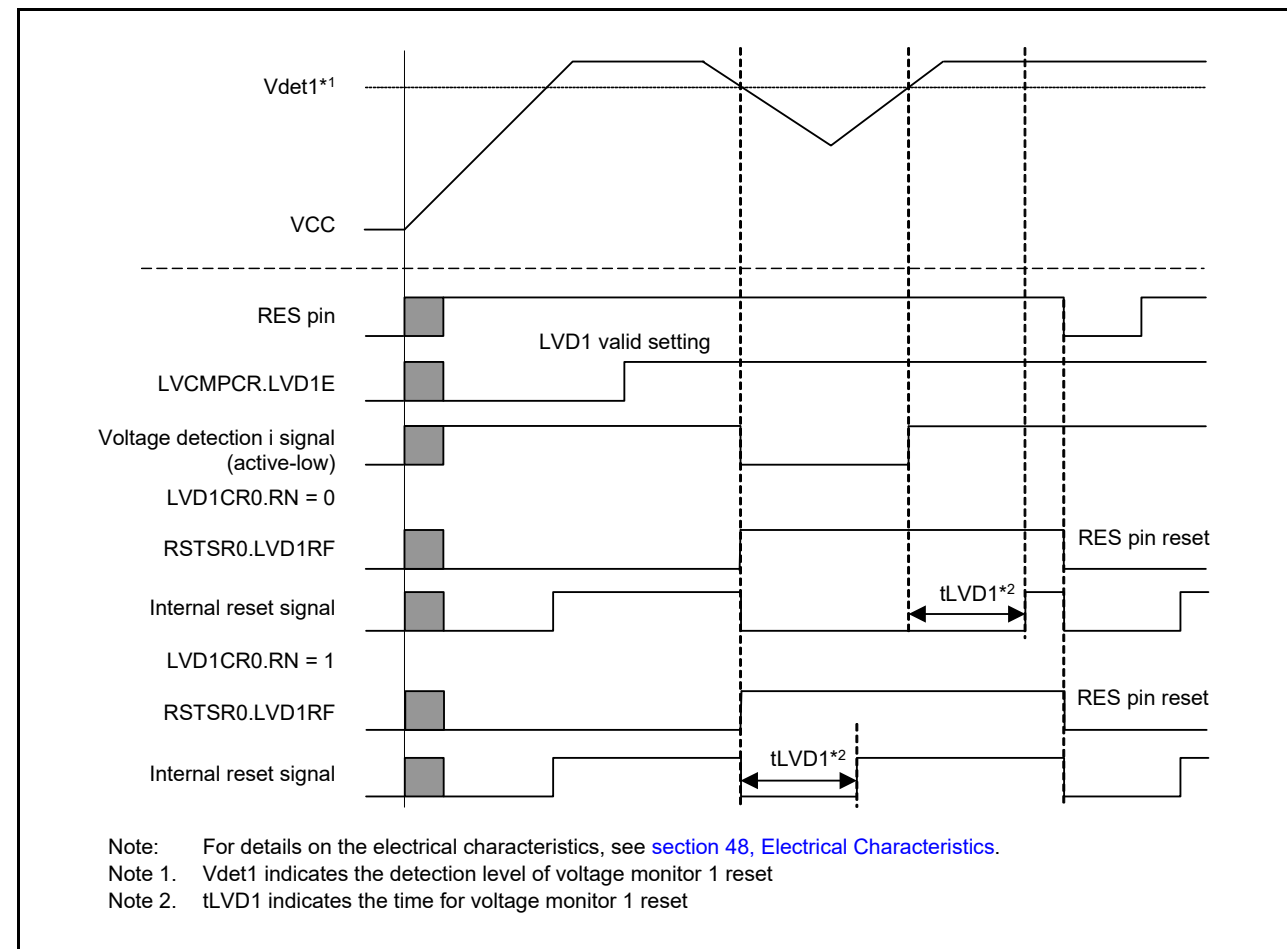 Vdet1*1
VCC
RES pin
LVD1 valid setting
LVCMPCR.LVD1E
Voltage detection i signal
(active-low)
LVD1CR0.RN = 0
RSTSR0.LVD1RF
RES pin reset
Internal reset signal
tLVD1*2
LVD1CR0.RN = 1
RSTSR0.LVD1RF
RES pin reset
Internal reset signal
tLVD1*2
Note: For details on the electrical characteristics, see section 48, Electrical Characteristics.
Note 1. Vdet1 indicates the detection level of voltage monitor 1 reset
Note 2. tLVD1 indicates the time for voltage monitor 1 reset